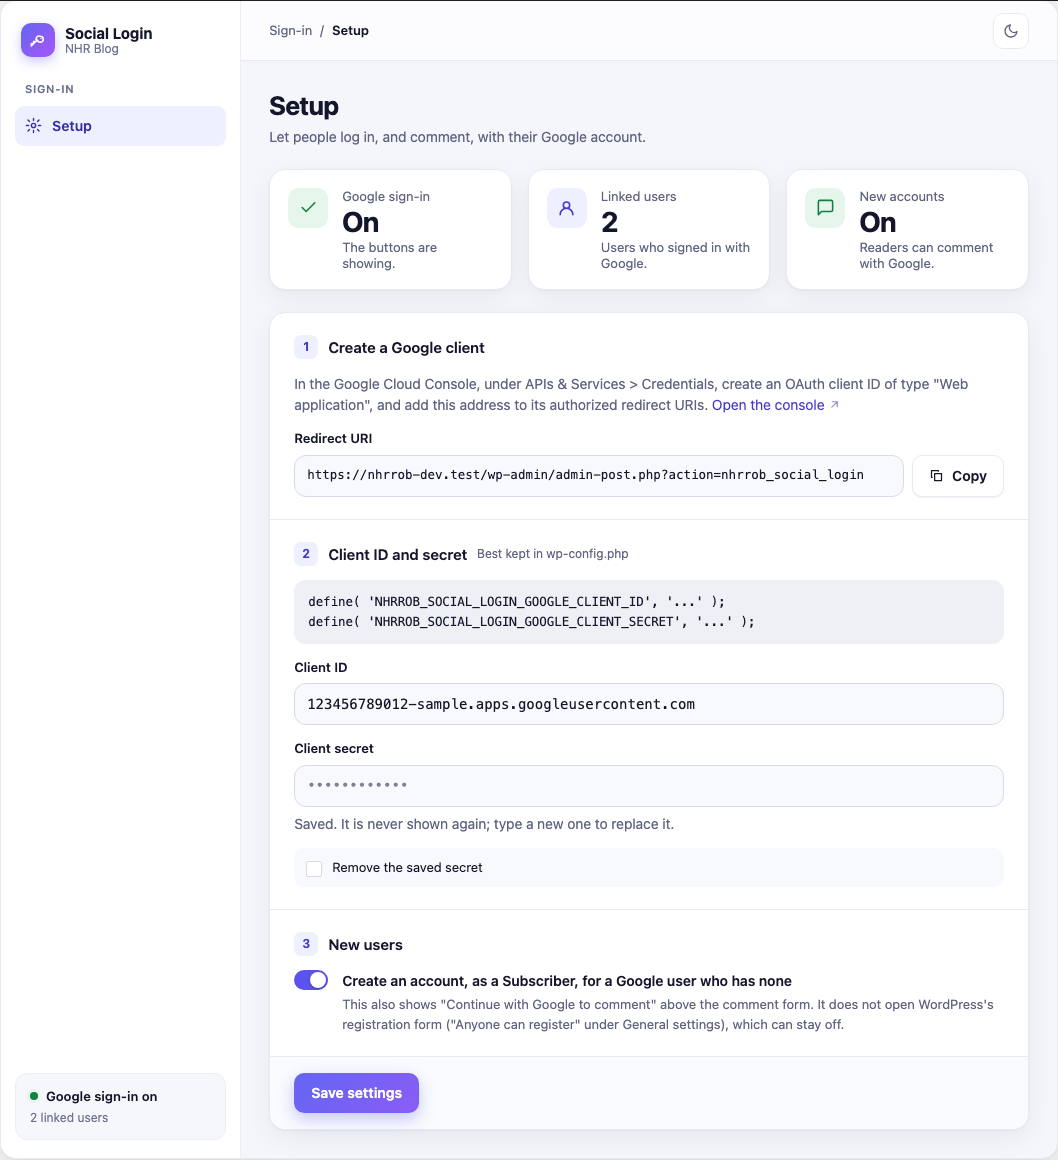 Social Login
NHR Blog
SIGN-IN
Setup
Google sign-in on
2 linked users
Sign-in / Setup
Setup
Let people log in, and comment, with their Google account.
Google sign-in
On
The buttons are
showing.
Linked users
2
Users who signed in with
Google.
New accounts
On
Readers can comment
with Google.
1 Create a Google client
In the Google Cloud Console, under APIs & Services > Credentials, create an OAuth client ID of type "Web
application", and add this address to its authorized redirect URIs. Open the console ↗
Redirect URI
https://nhrrob-dev.test/wp-admin/admin-post.php?action=nhrrob_social_login
Copy
2 Client ID and secret Best kept in wp-config.php
define( 'NHRROB_SOCIAL_LOGIN_GOOGLE_CLIENT_ID', '...' );
define( 'NHRROB_SOCIAL_LOGIN_GOOGLE_CLIENT_SECRET', '...' );
Client ID
123456789012-sample.apps.googleusercontent.com
Client secret
••••••••••••
Saved. It is never shown again; type a new one to replace it.
Remove the saved secret
3 New users
Create an account, as a Subscriber, for a Google user who has none
This also shows "Continue with Google to comment" above the comment form. It does not open WordPress's
registration form ("Anyone can register" under General settings), which can stay off.
Save settings